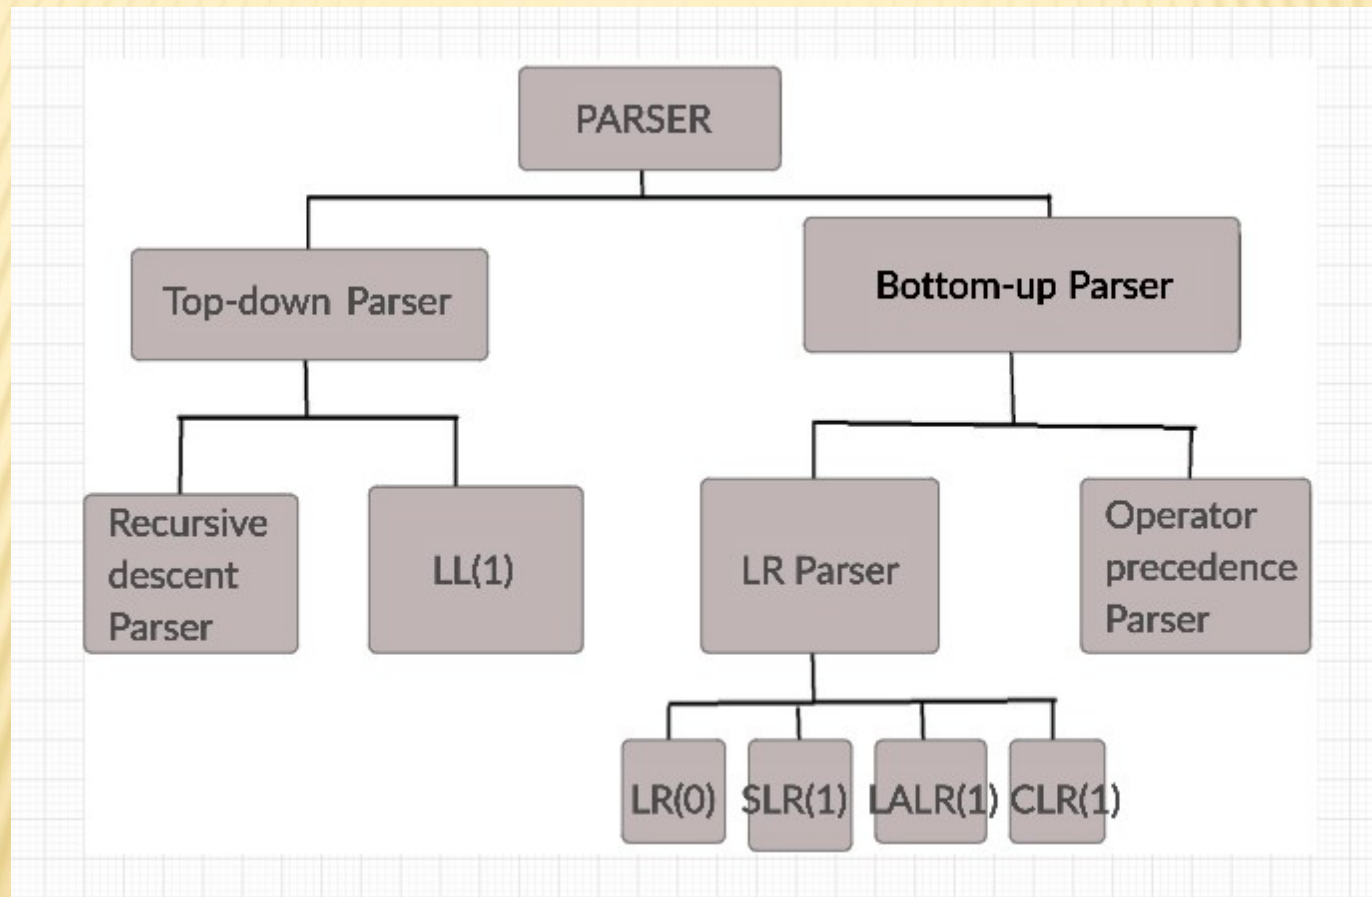 PARSER
Top-down Parser
Bottom-up Parser
Recursive
descent
Parser
LL(1)
LR Parser
Operator
precedence
Parser
LR(0)
SLR(1)
LALR(1)
CLR(1)